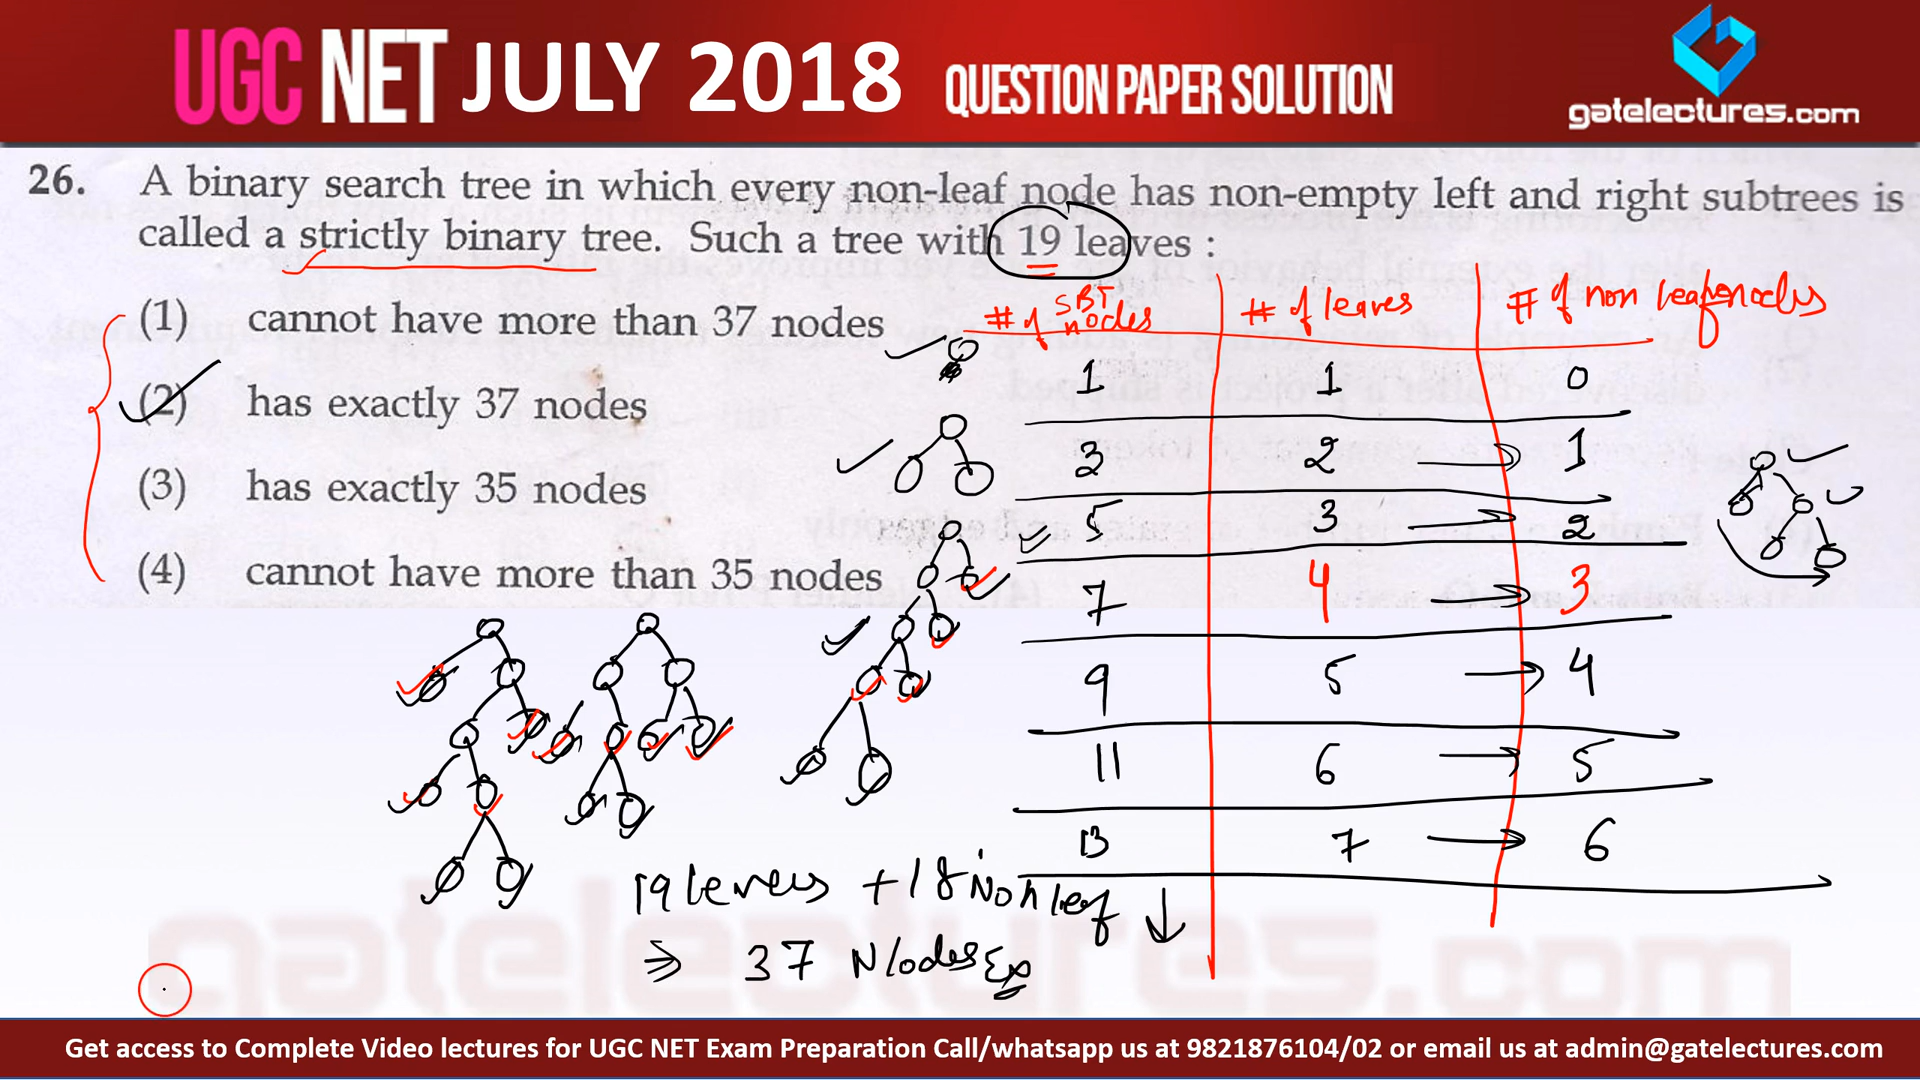 UGC NET JULY 2018 QUESTION PAPER SOLUTION
gatelectures.com
26. A binary search tree in which every non-leaf node has non-empty left and right subtrees is
called a strictly binary tree. Such a tree with 19 leaves :
(1) cannot have more than 37 nodes
(2) has exactly 37 nodes
(3) has exactly 35 nodes
(4) cannot have more than 35 nodes
# of SBT nodes # of leaves # of non leaf nodes
1 1 0
3 2 1
5 3 2
7 4 3
9 5 4
11 6 5
13 7 6
19 leaves + 18 Non leaf
⇒ 37 Nodes
gatelectures.com
Get access to Complete Video lectures for UGC NET Exam Preparation Call/whatsapp us at 9821876104/02 or email us at admin@gatelectures.com